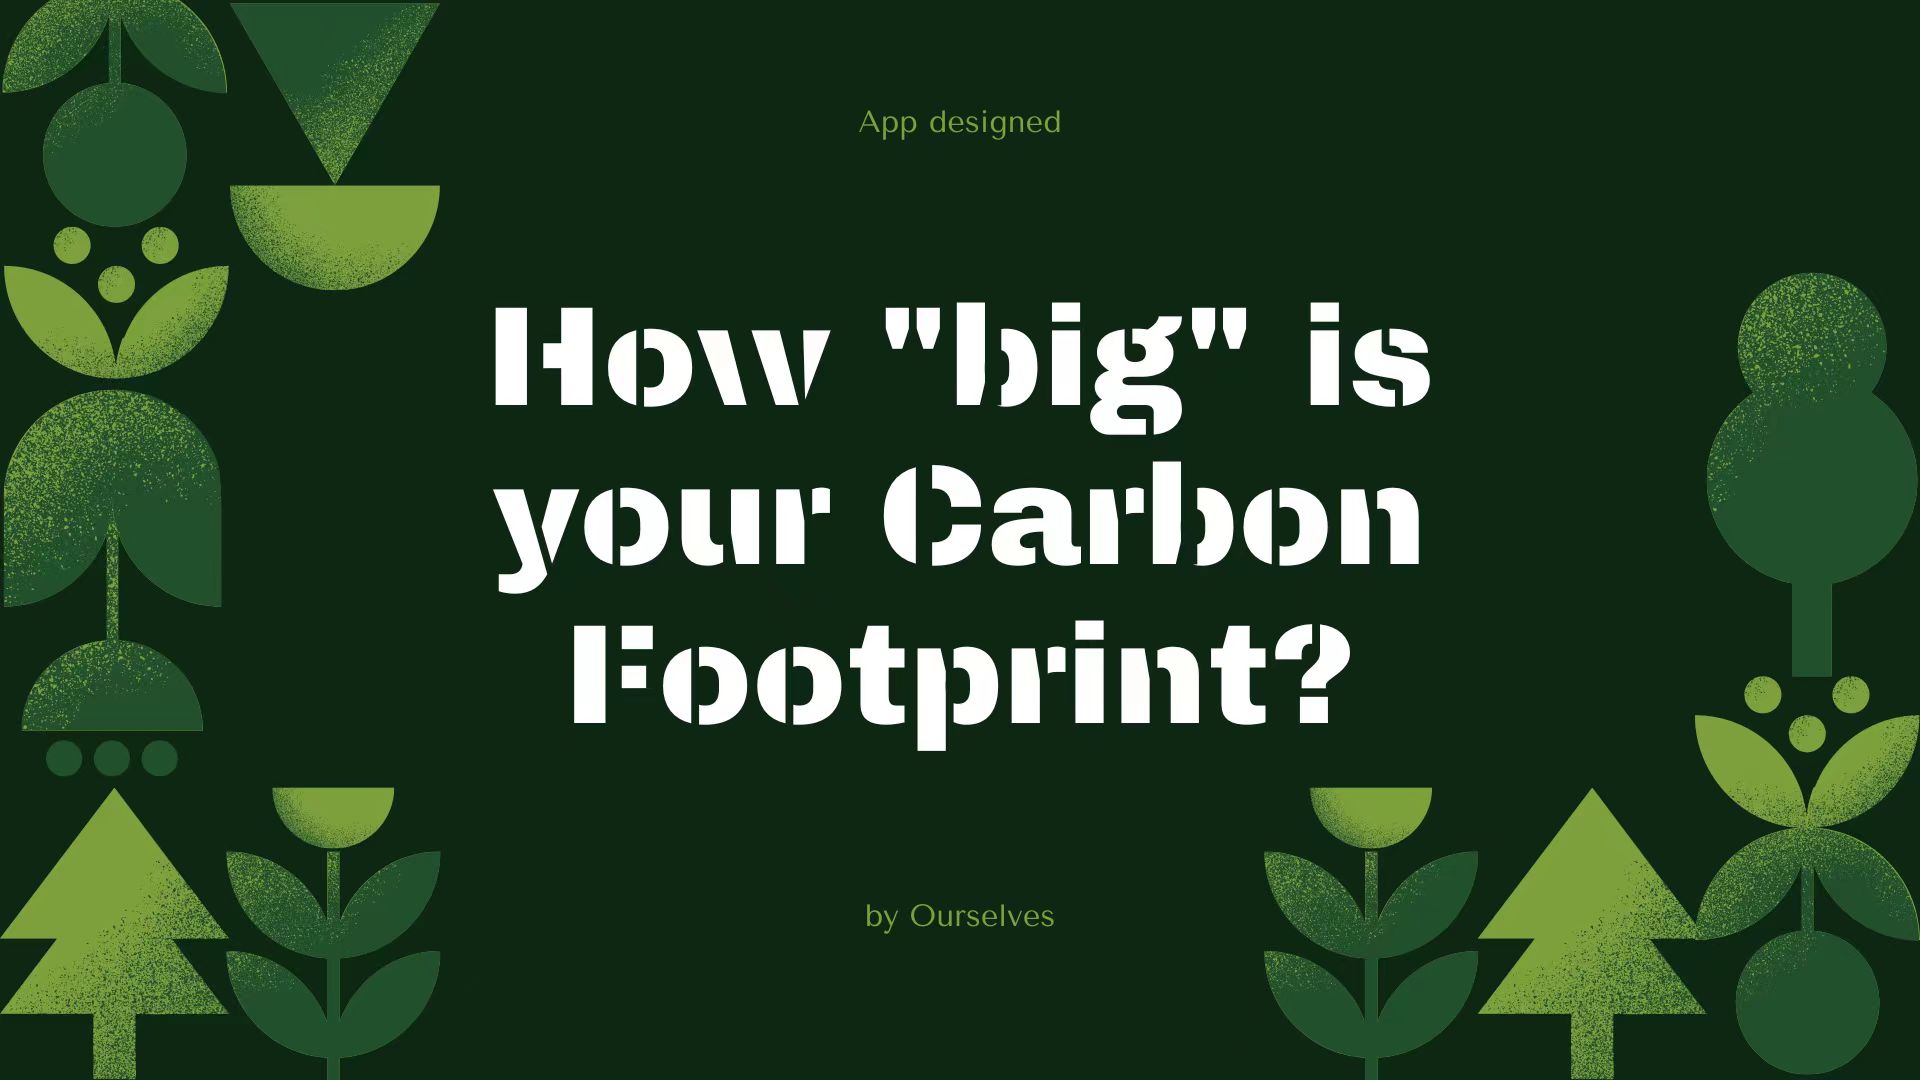 App designed
How "big" is
your Carbon
Footprint?
by Ourselves